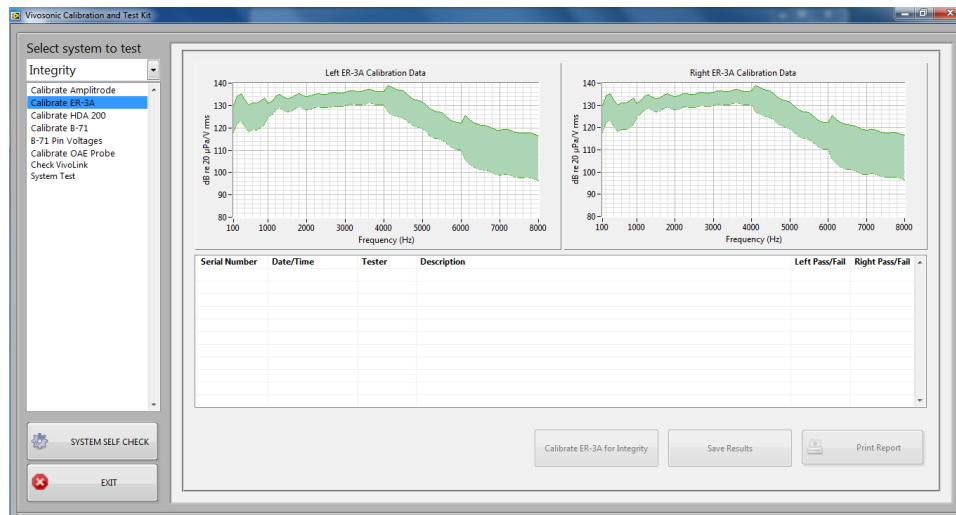 Vivosonic Calibration and Test Kit
Select system to test
Integrity
Calibrate Amplitrode
Calibrate ER-3A
Calibrate HDA 200
Calibrate B-71
B-71 Pin Voltages
Calibrate OAE Probe
Check VivoLink
System Test
SYSTEM SELF CHECK
EXIT
Left ER-3A Calibration Data
dB re 20 µPa/V rms
140
130
120
110
100
90
80
100 1000 2000 3000 4000 5000 6000 7000 8000
Frequency (Hz)
Right ER-3A Calibration Data
dB re 20 µPa/V rms
140
130
120
110
100
90
80
100 1000 2000 3000 4000 5000 6000 7000 8000
Frequency (Hz)
Serial Number Date/Time Tester Description Left Pass/Fail Right Pass/Fail
Calibrate ER-3A for Integrity Save Results Print Report